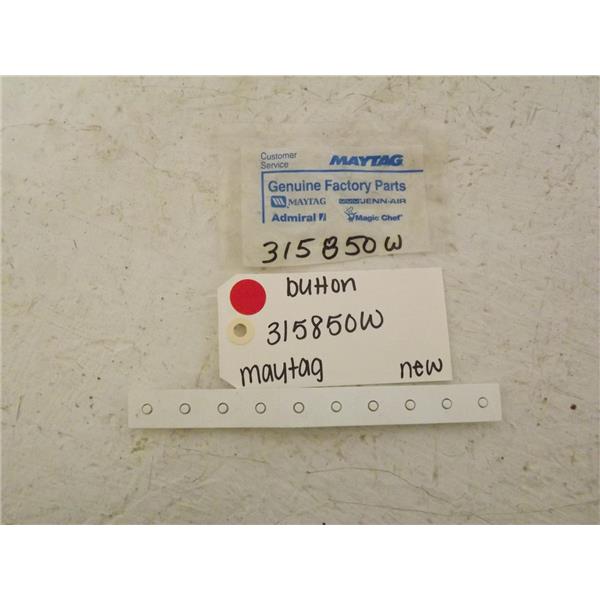 Customer
Service
MAYTAG
Genuine Factory Parts
MAYTAG
JENN-AIR
Admiral
Magic Chef
315850W
button
315850W
maytag
new